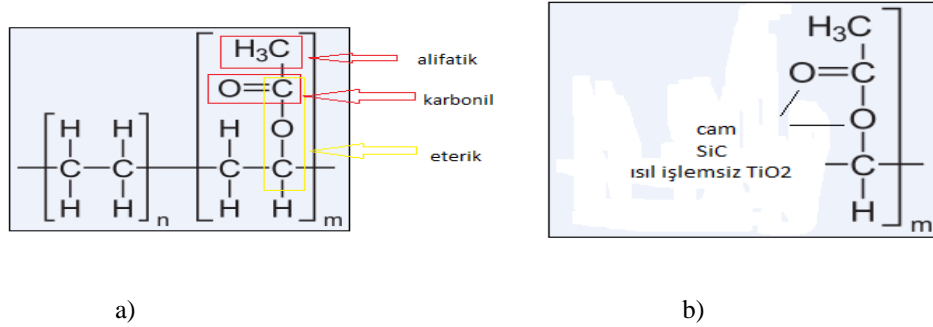 H₃C
alifatik
O=C
karbonil
H H H O
eterik
C C C C
H H n H H m
a)
H₃C
O=C
cam
O
SiC
ısıl işlemsiz TiO2
C
H
m
b)